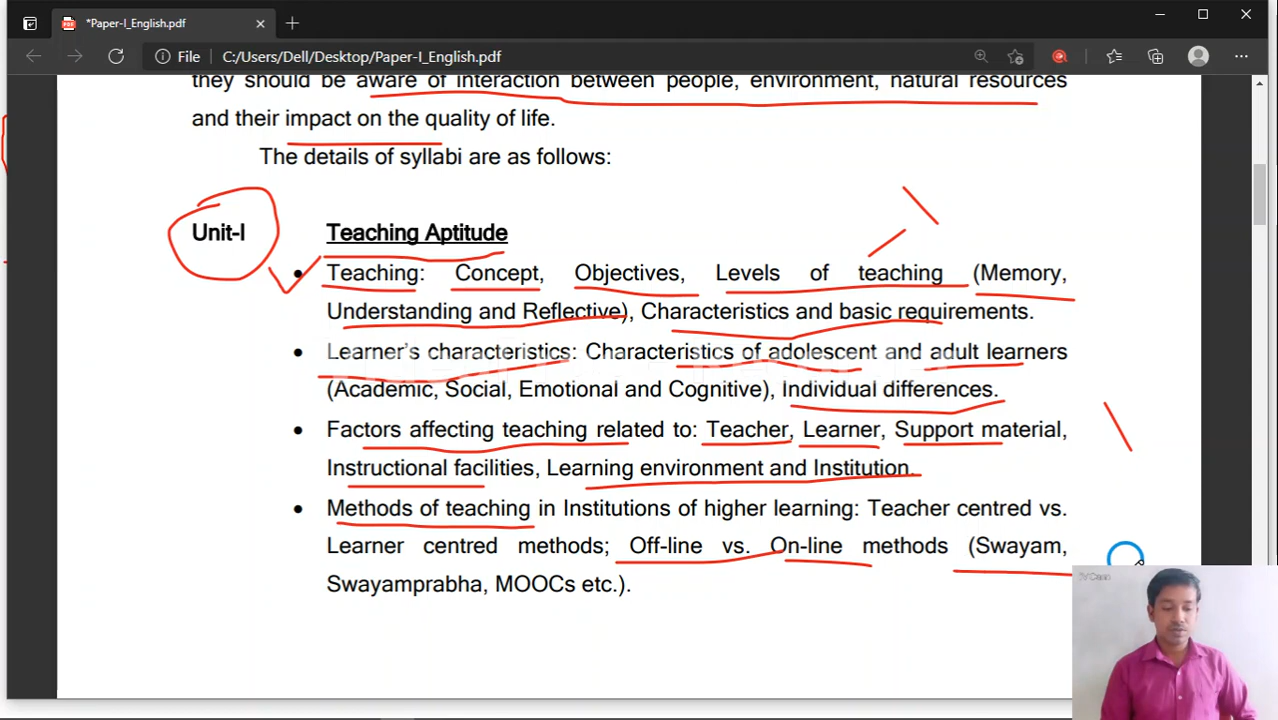 *Paper-I_English.pdf
File C:/Users/Dell/Desktop/Paper-I_English.pdf
they should be aware of interaction between people, environment, natural resources
and their impact on the quality of life.
The details of syllabi are as follows:
Unit-I Teaching Aptitude
• Teaching: Concept, Objectives, Levels of teaching (Memory,
Understanding and Reflective), Characteristics and basic requirements.
• Learner's characteristics: Characteristics of adolescent and adult learners
(Academic, Social, Emotional and Cognitive), Individual differences.
• Factors affecting teaching related to: Teacher, Learner, Support material,
Instructional facilities, Learning environment and Institution.
• Methods of teaching in Institutions of higher learning: Teacher centred vs.
Learner centred methods; Off-line vs. On-line methods (Swayam,
Swayamprabha, MOOCs etc.).